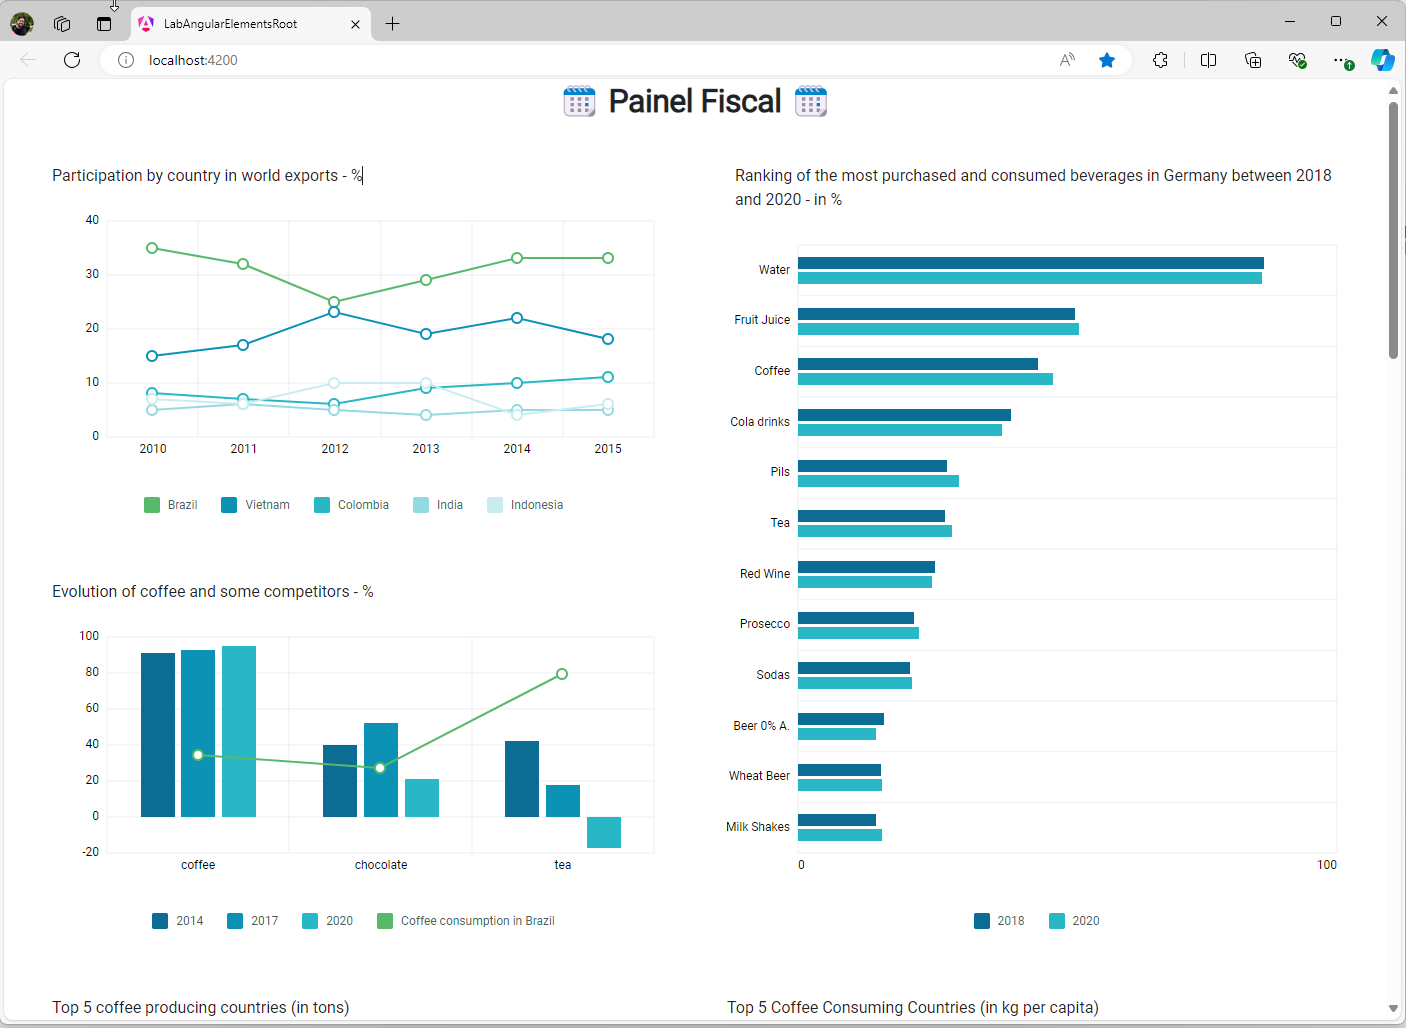 LabAngularElementsRoot
localhost:4200
Painel Fiscal
Participation by country in world exports - %
40
30
20
10
0
2010 2011 2012 2013 2014 2015
Brazil Vietnam Colombia India Indonesia
Ranking of the most purchased and consumed beverages in Germany between 2018
and 2020 - in %
Water
Fruit Juice
Coffee
Cola drinks
Pils
Tea
Red Wine
Prosecco
Sodas
Beer 0% A.
Wheat Beer
Milk Shakes
0 100
2018 2020
Evolution of coffee and some competitors - %
100
80
60
40
20
0
-20
coffee chocolate tea
2014 2017 2020 Coffee consumption in Brazil
Top 5 coffee producing countries (in tons)
Top 5 Coffee Consuming Countries (in kg per capita)